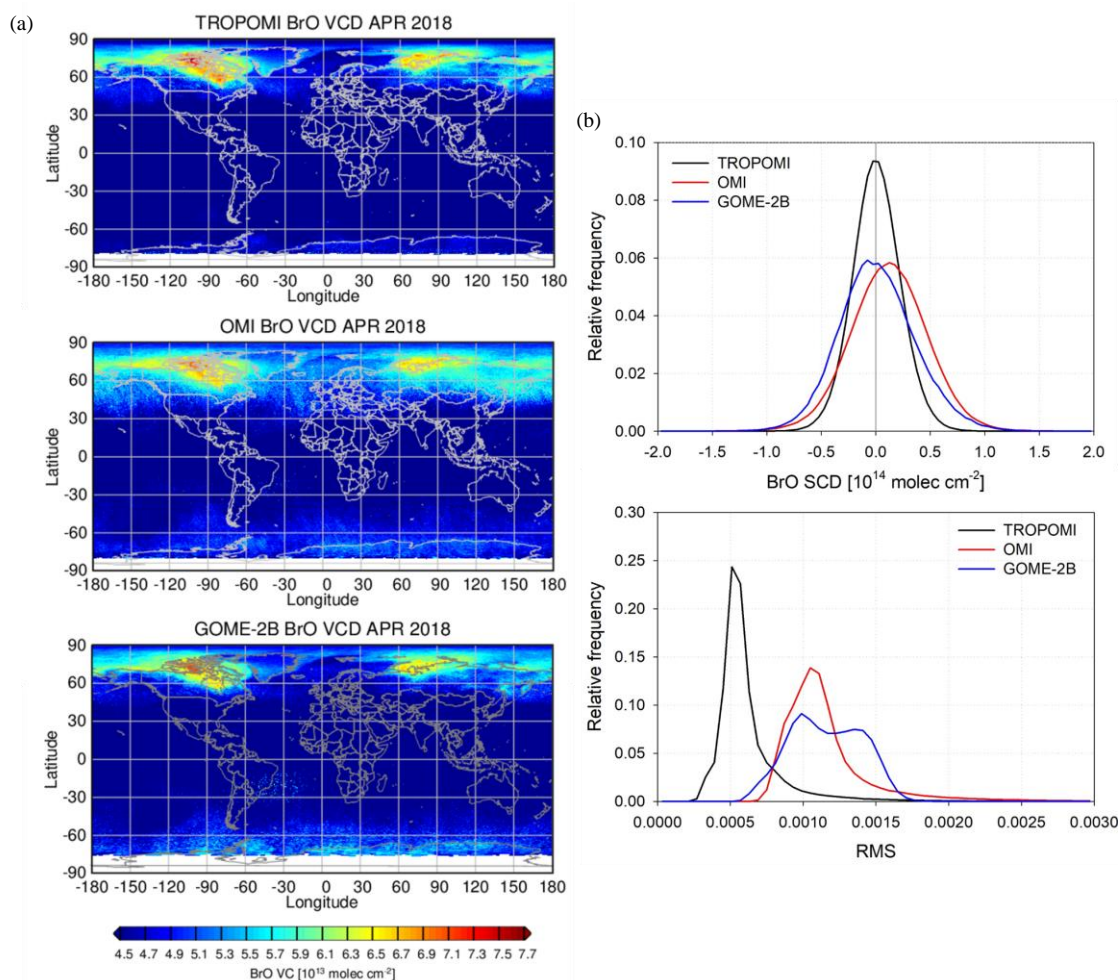 (a)
TROPOMI BrO VCD APR 2018
90
60
30
0
-30
-60
-90
Latitude
-180 -150 -120 -90 -60 -30 0 30 60 90 120 150 180
Longitude
OMI BrO VCD APR 2018
90
60
30
0
-30
-60
-90
Latitude
-180 -150 -120 -90 -60 -30 0 30 60 90 120 150 180
Longitude
GOME-2B BrO VCD APR 2018
90
60
30
0
-30
-60
-90
Latitude
-180 -150 -120 -90 -60 -30 0 30 60 90 120 150 180
Longitude
4.5 4.7 4.9 5.1 5.3 5.5 5.7 5.9 6.1 6.3 6.5 6.7 6.9 7.1 7.3 7.5 7.7
BrO VC [10¹³ molec cm⁻²]
(b)
0.10
0.08
0.06
0.04
0.02
0.00
Relative frequency
TROPOMI
OMI
GOME-2B
-2.0 -1.5 -1.0 -0.5 0.0 0.5 1.0 1.5 2.0
BrO SCD [10¹⁴ molec cm⁻²]
0.30
0.25
0.20
0.15
0.10
0.05
0.00
Relative frequency
TROPOMI
OMI
GOME-2B
0.0000 0.0005 0.0010 0.0015 0.0020 0.0025 0.0030
RMS